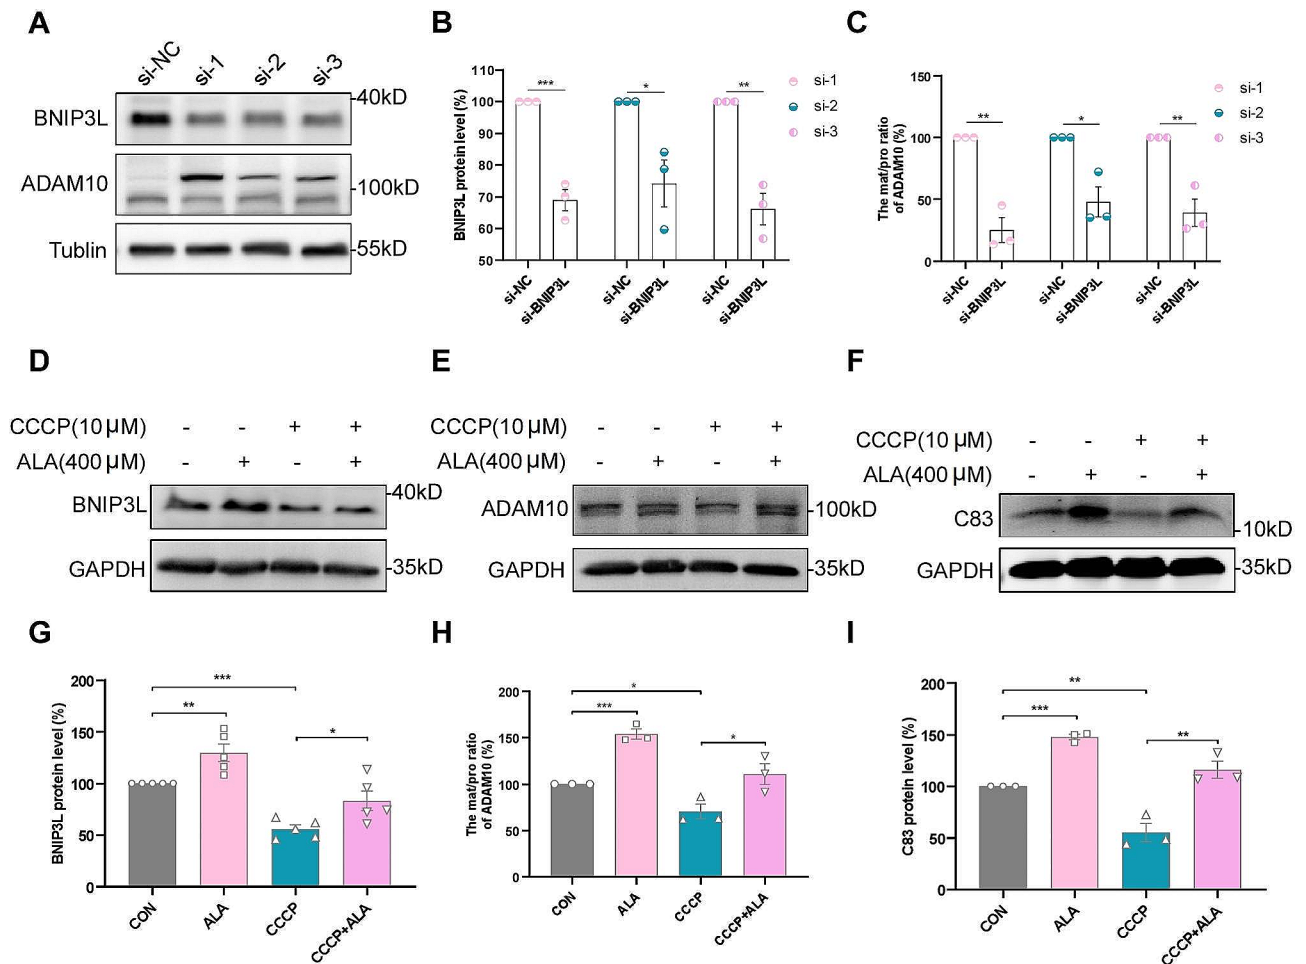 A
si-NC
si-1
si-2
si-3
-40kD
BNIP3L
ADAM10
-100kD
Tublin
-55kD
B
BNIP3L protein level (%)
110
100
90
80
70
60
50
***
*
**
si-1
si-2
si-3
si-NC
si-BNIP3L
si-NC
si-BNIP3L
si-NC
si-BNIP3L
C
The mat/pro ratio
of ADAM10 (%)
150
100
50
0
**
*
**
si-1
si-2
si-3
si-NC
si-BNIP3L
si-NC
si-BNIP3L
si-NC
si-BNIP3L
D
CCCP(10 μM) - - + +
ALA(400 μM) - + - +
BNIP3L
-40kD
GAPDH
-35kD
E
CCCP(10 μM) - - + +
ALA(400 μM) - + - +
ADAM10
-100kD
GAPDH
-35kD
F
CCCP(10 μM) - - + +
ALA(400 μM) - + - +
C83
-10kD
GAPDH
-35kD
G
BNIP3L protein level (%)
200
150
100
50
0
***
**
*
CON
ALA
CCCP
CCCP+ALA
H
The mat/pro ratio
of ADAM10 (%)
200
150
100
50
0
*
***
*
CON
ALA
CCCP
CCCP+ALA
I
C83 protein level (%)
200
150
100
50
0
**
***
**
CON
ALA
CCCP
CCCP+ALA